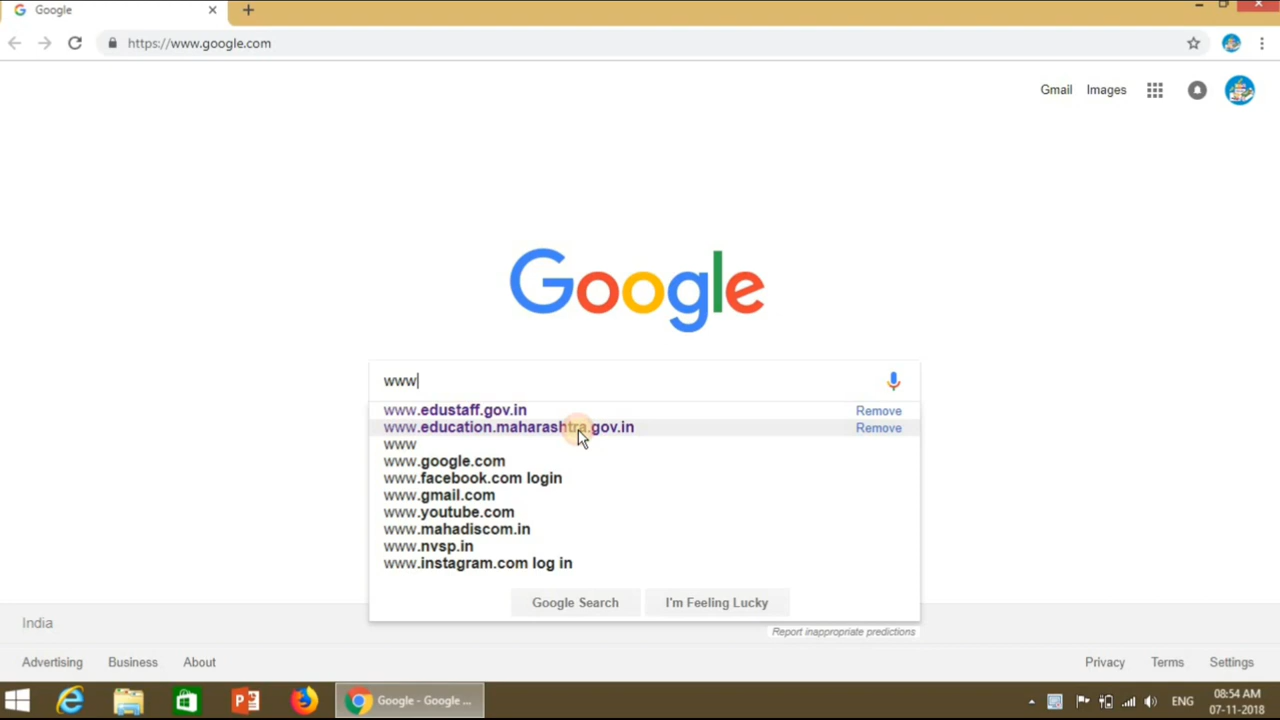 Google
https://www.google.com
Gmail Images
Google
www
www.edustaff.gov.in Remove
www.education.maharashtra.gov.in Remove
www
www.google.com
www.facebook.com login
www.gmail.com
www.youtube.com
www.mahadiscom.in
www.nvsp.in
www.instagram.com log in
Google Search I'm Feeling Lucky
Report inappropriate predictions
India
Advertising Business About Privacy Terms Settings
Google - Google ... ENG 08:54 AM
07-11-2018